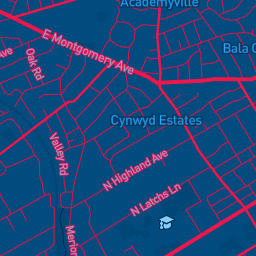 Academyville
E Montgomery Ave
Bala C
Ave
Oak Rd
Cynwyd Estates
Valley Rd
N Highland Ave
N Latchs Ln
Merion